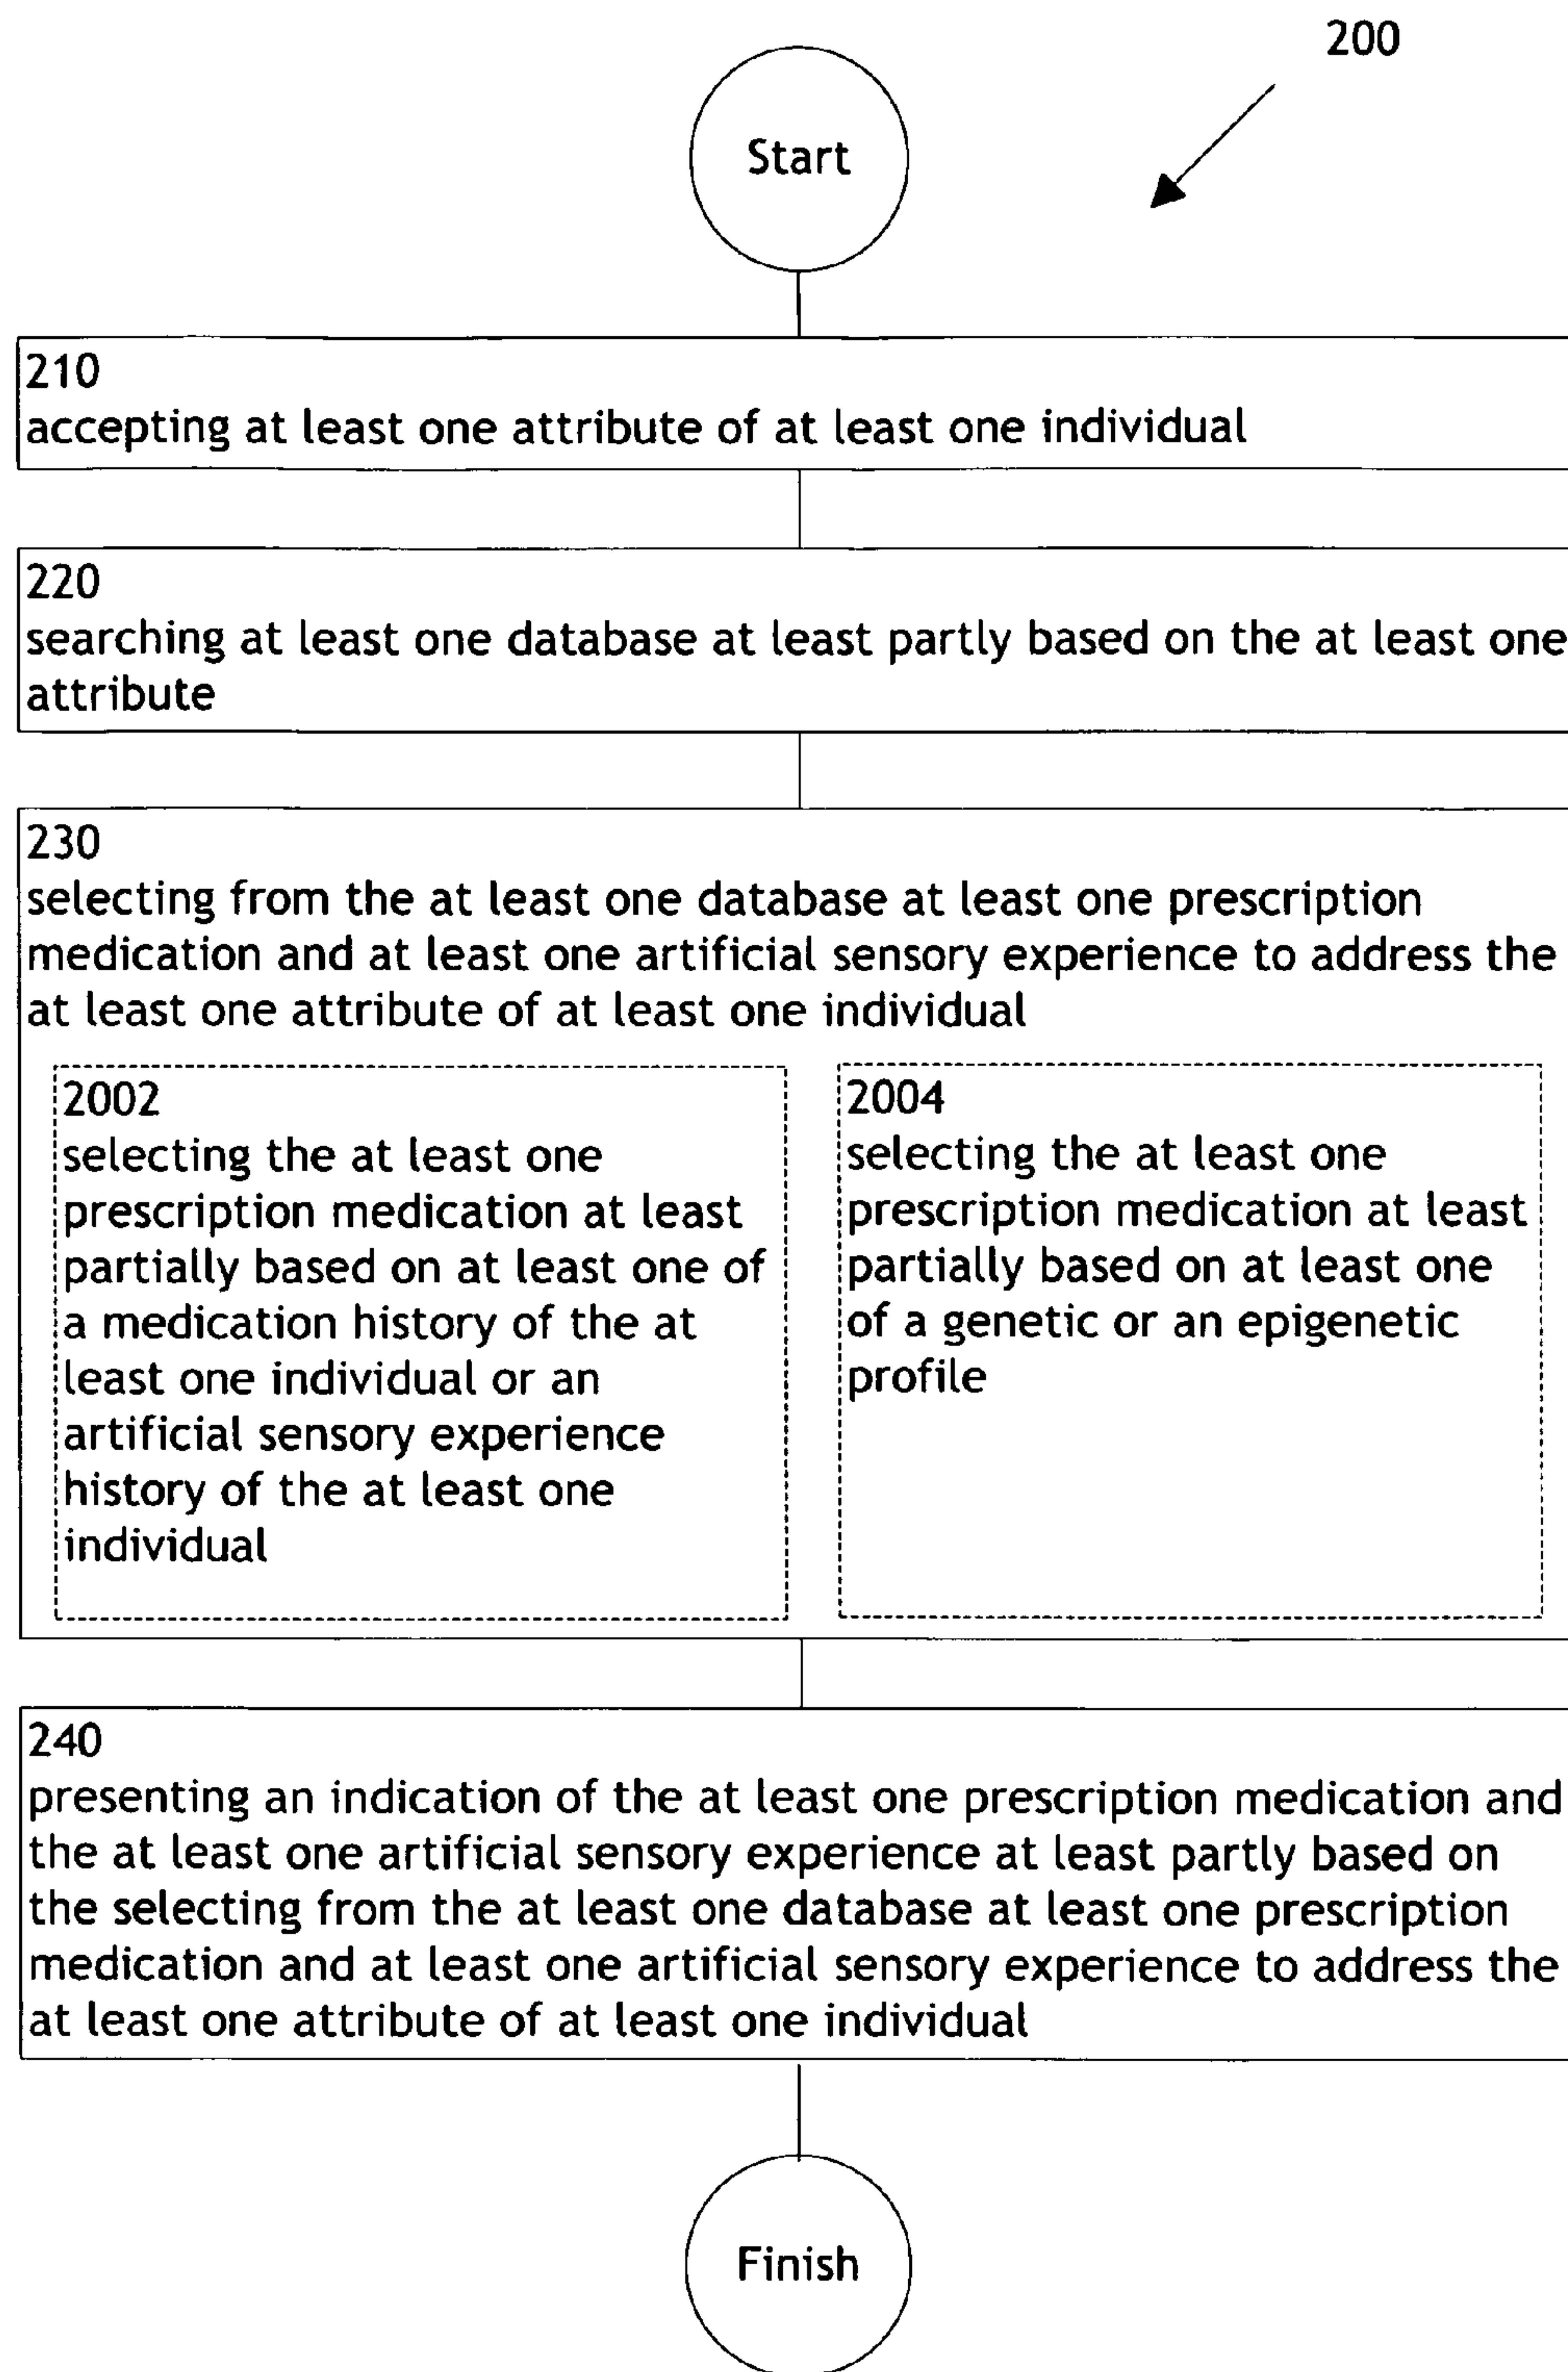 200
Start
210
accepting at least one attribute of at least one individual
220
searching at least one database at least partly based on the at least one
attribute
230
selecting from the at least one database at least one prescription
medication and at least one artificial sensory experience to address the
at least one attribute of at least one individual
2002
selecting the at least one
prescription medication at least
partially based on at least one of
a medication history of the at
least one individual or an
artificial sensory experience
history of the at least one
individual
2004
selecting the at least one
prescription medication at least
partially based on at least one
of a genetic or an epigenetic
profile
240
presenting an indication of the at least one prescription medication and
the at least one artificial sensory experience at least partly based on
the selecting from the at least one database at least one prescription
medication and at least one artificial sensory experience to address the
at least one attribute of at least one individual
Finish